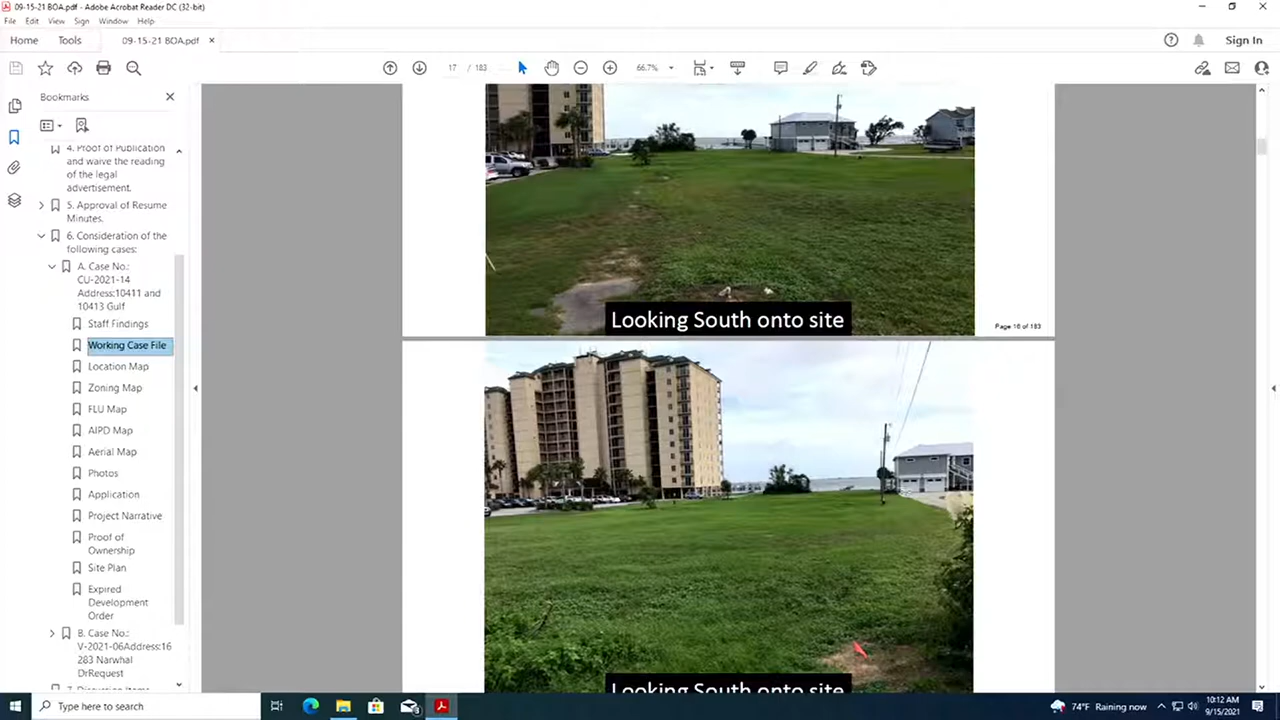 09-15-21 BOA.pdf - Adobe Acrobat Reader DC (32-bit)
File Edit View Sign Window Help
Home Tools 09-15-21 BOA.pdf × Sign In
17 / 183 66.7%
Bookmarks
4. Proof of Publication
and waive the reading
of the legal
advertisement.
5. Approval of Resume
Minutes.
6. Consideration of the
following cases:
A. Case No.:
CU-2021-14
Address:10411 and
10413 Gulf
Staff Findings
Working Case File
Location Map
Zoning Map
FLU Map
AIPD Map
Aerial Map
Photos
Application
Project Narrative
Proof of
Ownership
Site Plan
Expired
Development
Order
B. Case No.:
V-2021-06Address:16
283 Narwhal
DrRequest
7. Discussion Items
Looking South onto site
Page 16 of 183
Looking South onto site
Type here to search
74°F Raining now
10:12 AM
9/15/2021